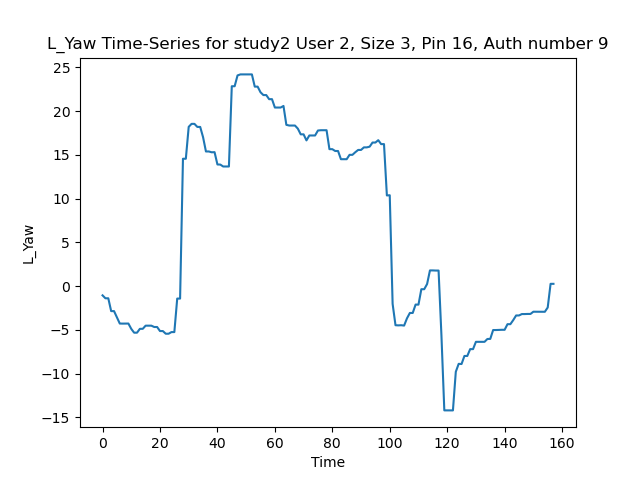 L_Yaw Time-Series for study2 User 2, Size 3, Pin 16, Auth number 9
25
20
15
10
5
0
−5
−10
−15
L_Yaw
0 20 40 60 80 100 120 140 160
Time